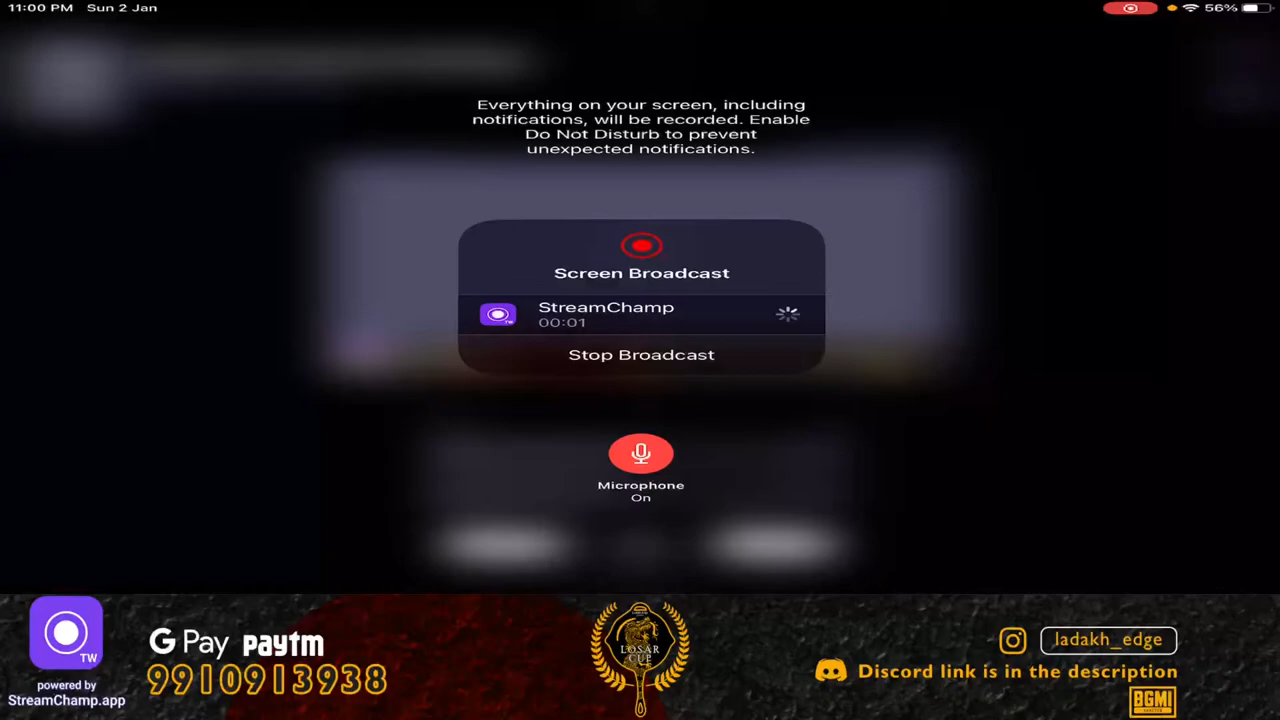 11:00 PM Sun 2 Jan
56%
Everything on your screen, including
notifications, will be recorded. Enable
Do Not Disturb to prevent
unexpected notifications.
Screen Broadcast
StreamChamp
00:01
Stop Broadcast
Microphone
On
TW
powered by
StreamChamp.app
G Pay paytm
9910913938
LOSAR
CUP
ladakh_edge
Discord link is in the description
BGMI